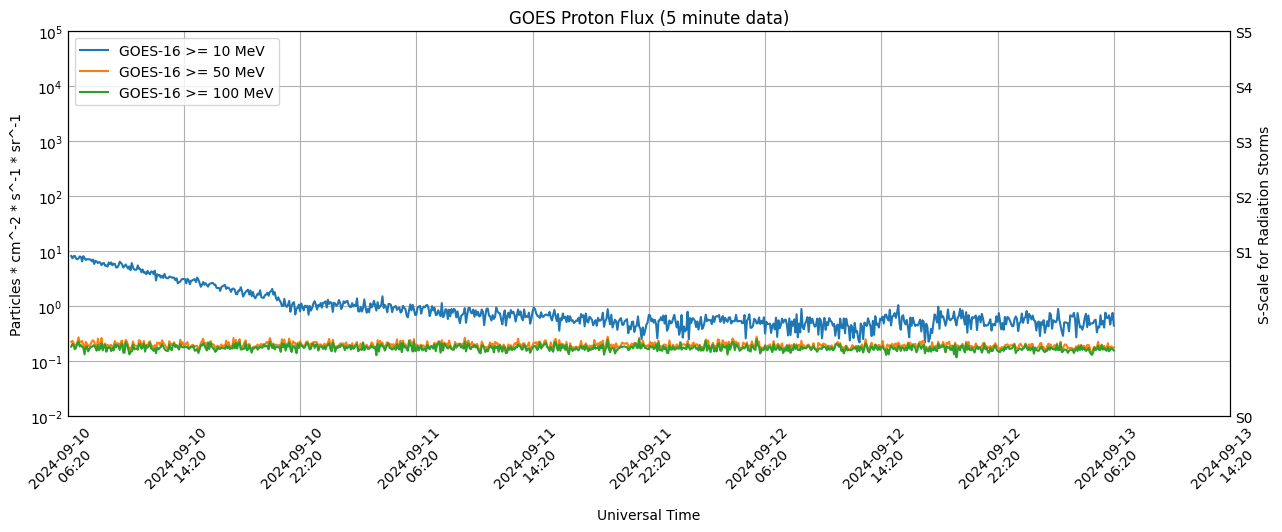 GOES Proton Flux (5 minute data)
GOES-16 >= 10 MeV
GOES-16 >= 50 MeV
GOES-16 >= 100 MeV
Particles * cm^-2 * s^-1 * sr^-1
10^5
10^4
10^3
10^2
10^1
10^0
10^-1
10^-2
S5
S4
S3
S2
S1
S0
S-Scale for Radiation Storms
2024-09-10
06:20
2024-09-10
14:20
2024-09-10
22:20
2024-09-11
06:20
2024-09-11
14:20
2024-09-11
22:20
2024-09-12
06:20
2024-09-12
14:20
2024-09-12
22:20
2024-09-13
06:20
2024-09-13
14:20
Universal Time